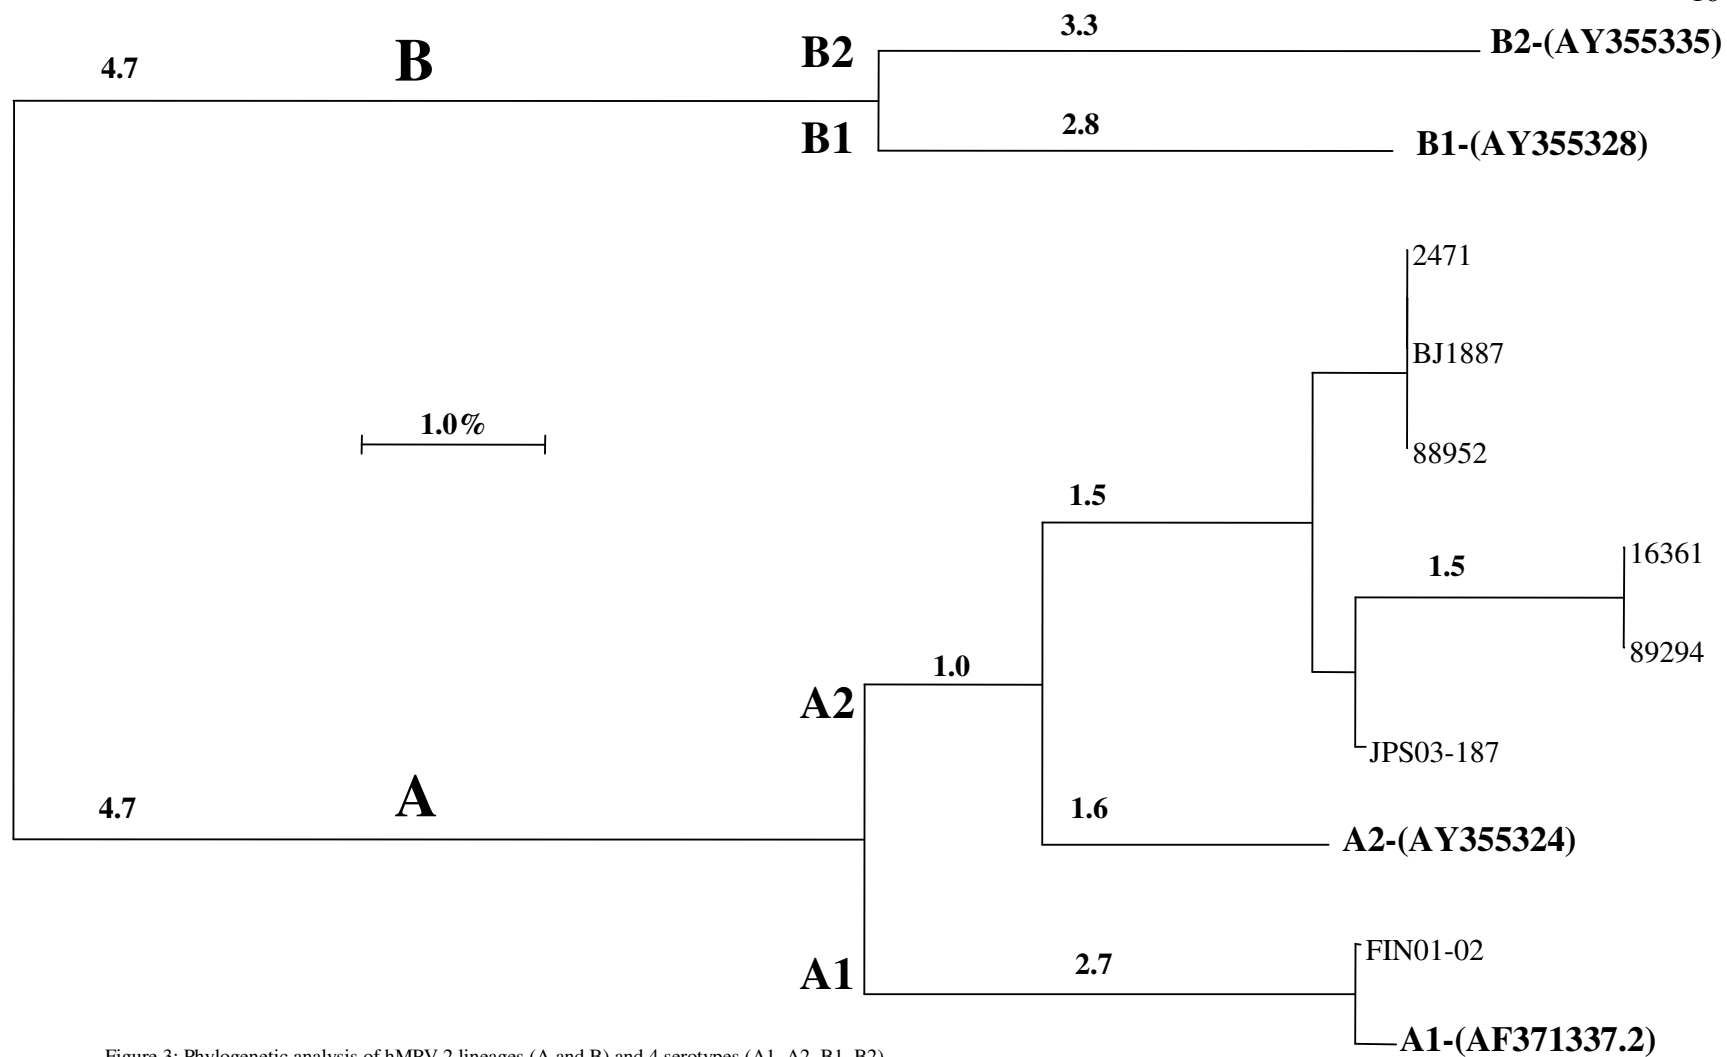 3.3
B2-(AY355335)
4.7
B
B2
2.8
B1
B1-(AY355328)
2471
BJ1887
1.0%
88952
1.5
16361
1.5
89294
1.0
A2
JPS03-187
4.7
A
1.6
A2-(AY355324)
FIN01-02
2.7
A1
A1-(AF371337.2)
Figure 3: Phylogenetic analysis of hMPV 2 lineages (A and B) and 4 serotypes (A1, A2, B1, B2)